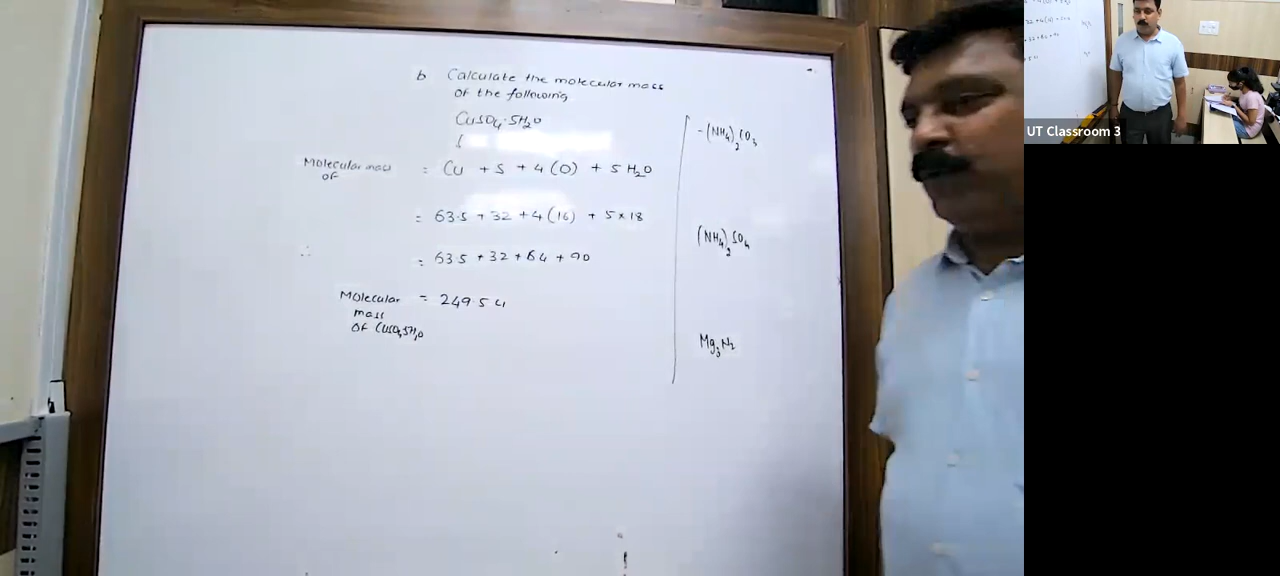 b Calculate the molecular mass
of the following
CuSO4.5H2O
Molecular mass = Cu + S + 4(O) + 5H2O
of
= 63.5 + 32 + 4(16) + 5×18
∴
= 63.5 + 32 + 64 + 90
Molecular = 249.5 u
mass
of CuSO4.5H2O
-(NH4)2CO3
(NH4)2SO4
Mg3N2
UT Classroom 3